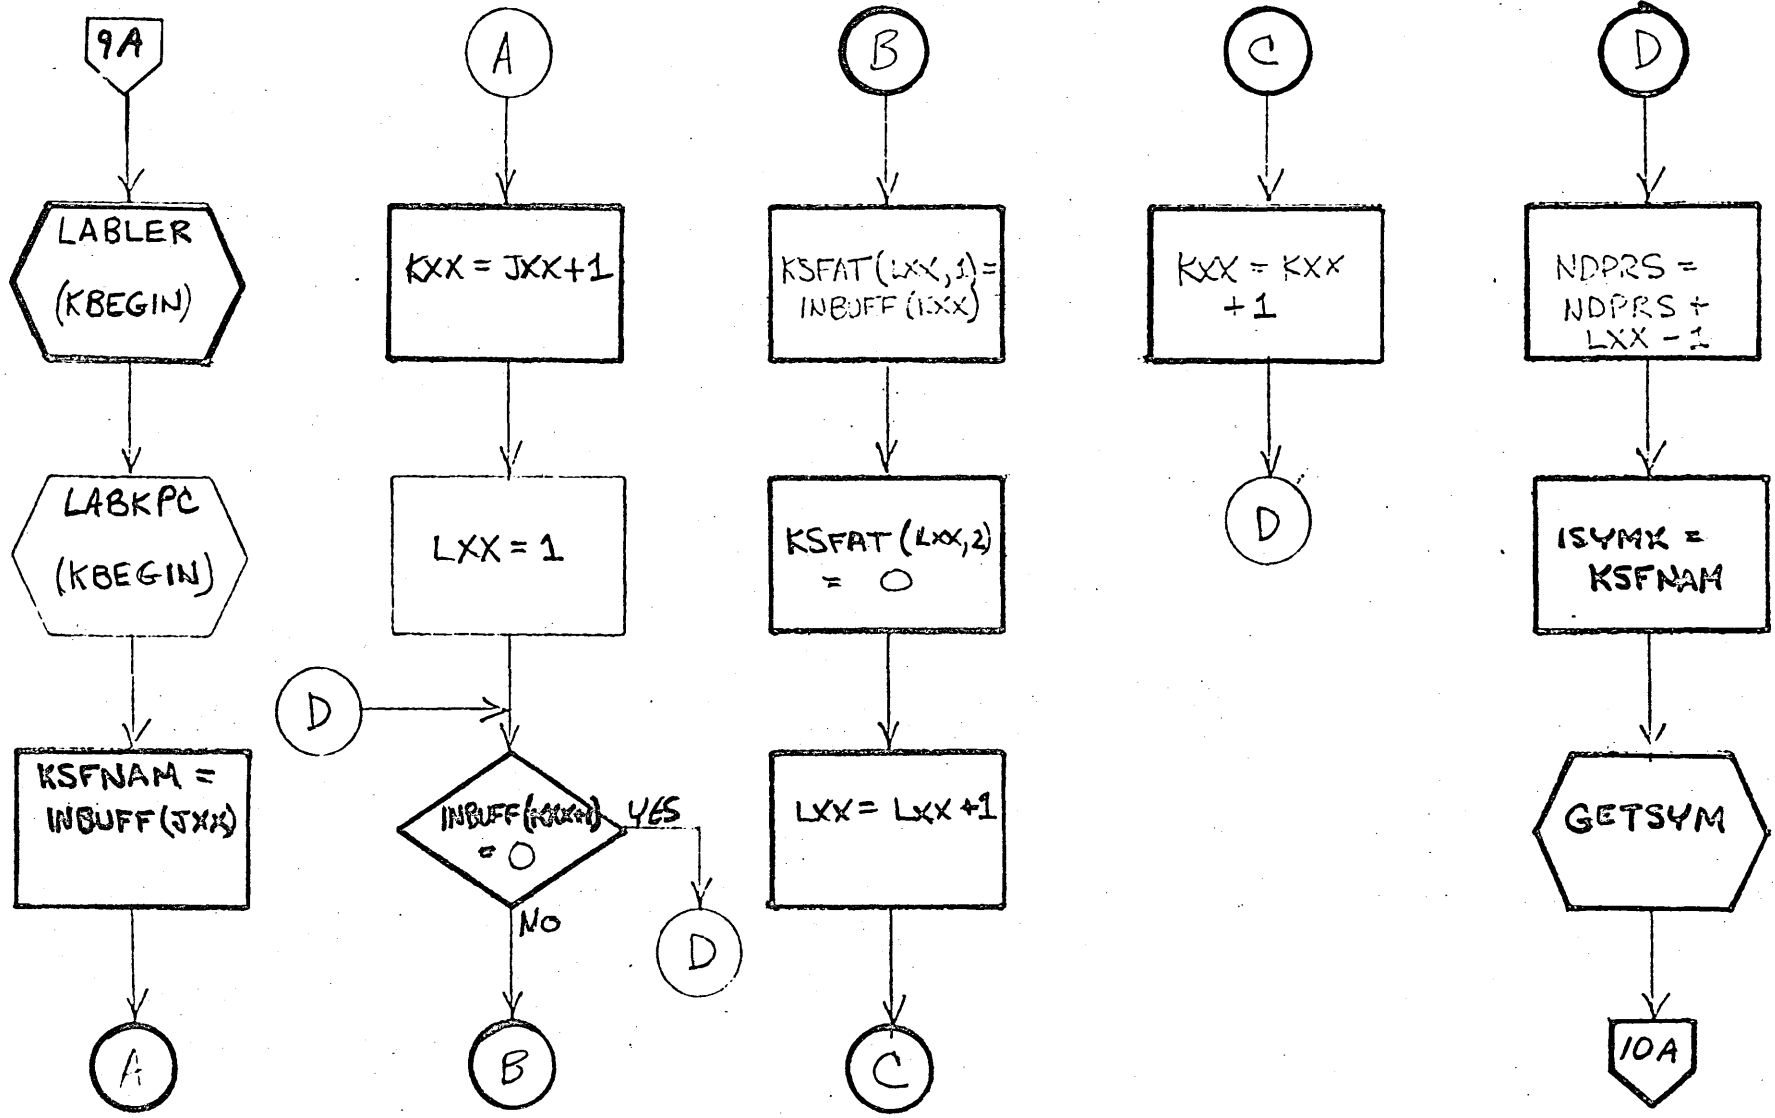 9A
LABLER
(KBEGIN)
LABKPC
(KBEGIN)
KSFNAM =
INBUFF(JXX)
A
A
KXX = JXX+1
LXX = 1
D
= 0
YES
NO
D
B
B
KSFAT(LXX,1)=
INBUFF(KXX)
KSFAT(LXX,2)
= 0
LXX = LXX+1
C
C
KXX = KXX
+1
D
D
NDPRS =
NDPRS +
LXX - 1
ISYMX =
KSFNAM
GETSYM
10A